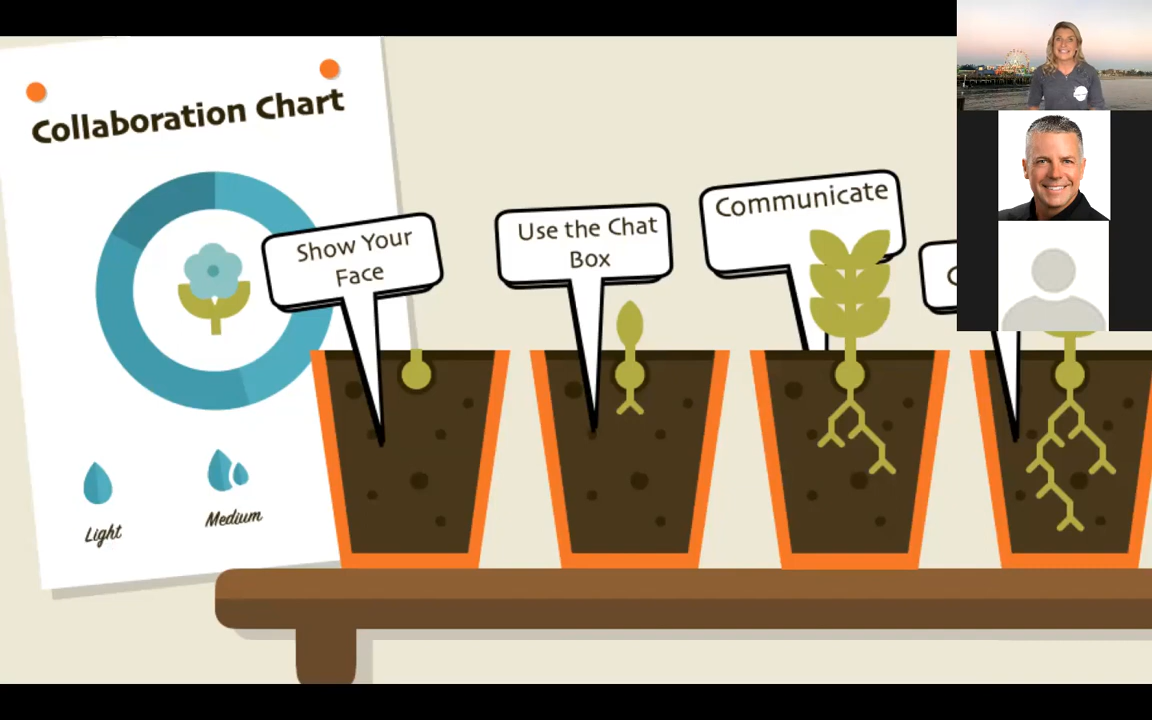 Collaboration Chart
Show Your
Face
Use the Chat
Box
Communicate
Light
Medium